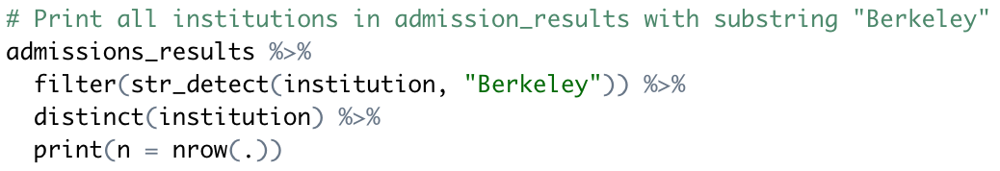 # Print all institutions in admission_results with substring "Berkeley"
admissions_results %>%
  filter(str_detect(institution, "Berkeley")) %>%
  distinct(institution) %>%
  print(n = nrow(.))